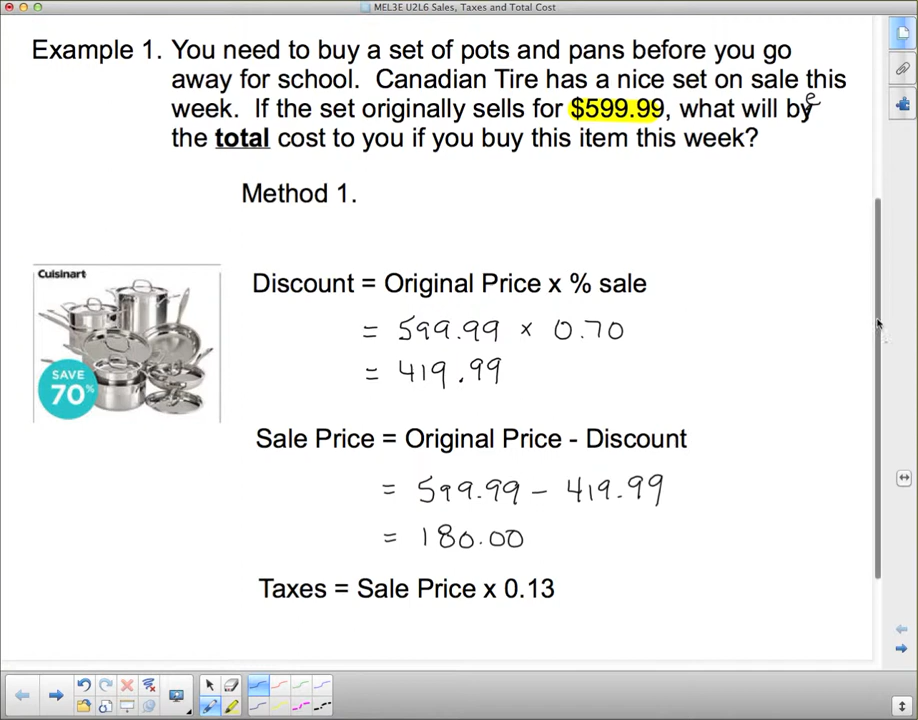 MEL3E U2L6 Sales, Taxes and Total Cost
Example 1. You need to buy a set of pots and pans before you go
away for school. Canadian Tire has a nice set on sale this
week. If the set originally sells for $599.99, what will be
the total cost to you if you buy this item this week?
Method 1.
Cuisinart
SAVE
70%
Discount = Original Price x % sale
= 599.99 × 0.70
= 419.99
Sale Price = Original Price - Discount
= 599.99 - 419.99
= 180.00
Taxes = Sale Price x 0.13